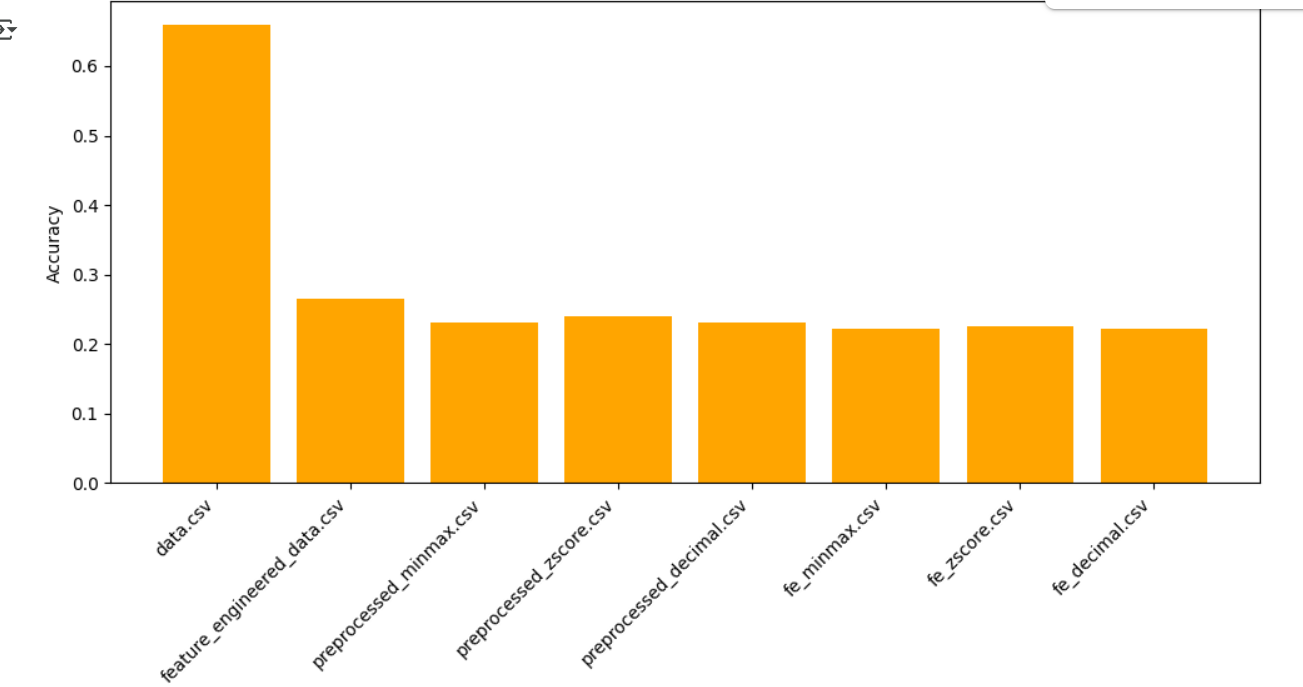 0.6
0.5
0.4
0.3
0.2
0.1
0.0
Accuracy
data.csv
feature_engineered_data.csv
preprocessed_minmax.csv
preprocessed_zscore.csv
preprocessed_decimal.csv
fe_minmax.csv
fe_zscore.csv
fe_decimal.csv